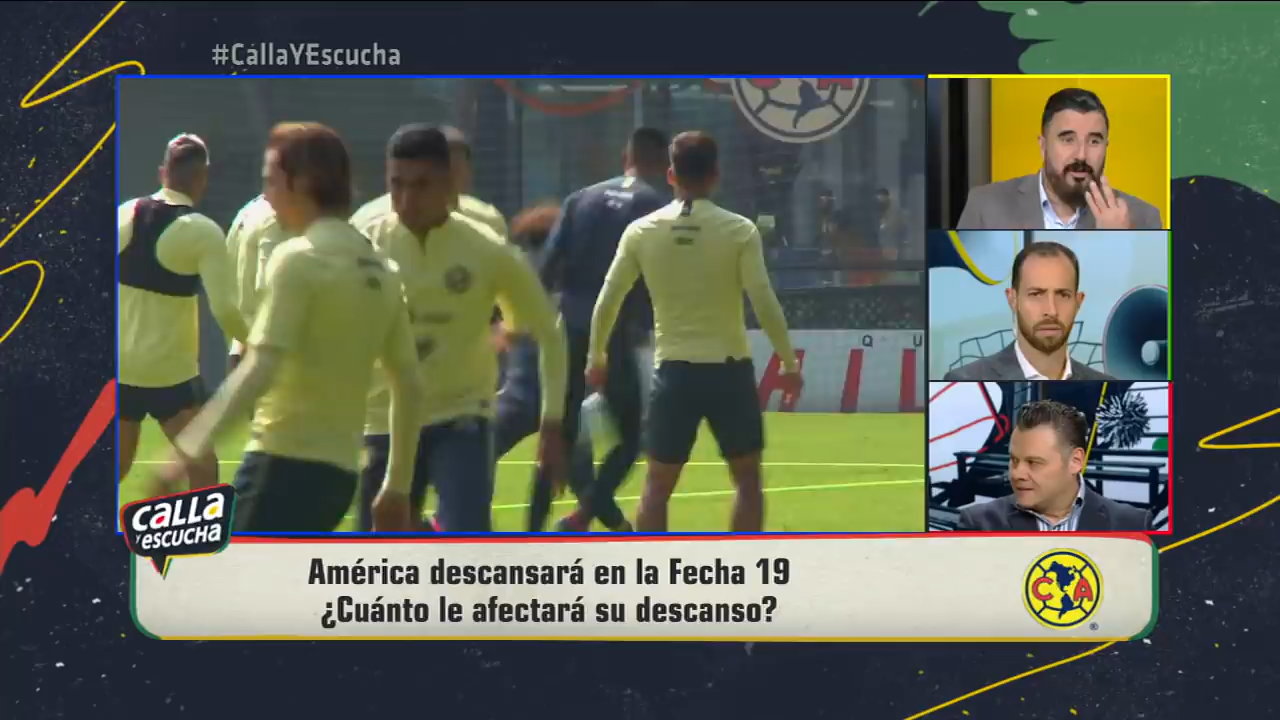 #CallaYEscucha
C A
Q U
CALLA
Y ESCUCHA
América descansará en la Fecha 19
¿Cuánto le afectará su descanso?
C A
®